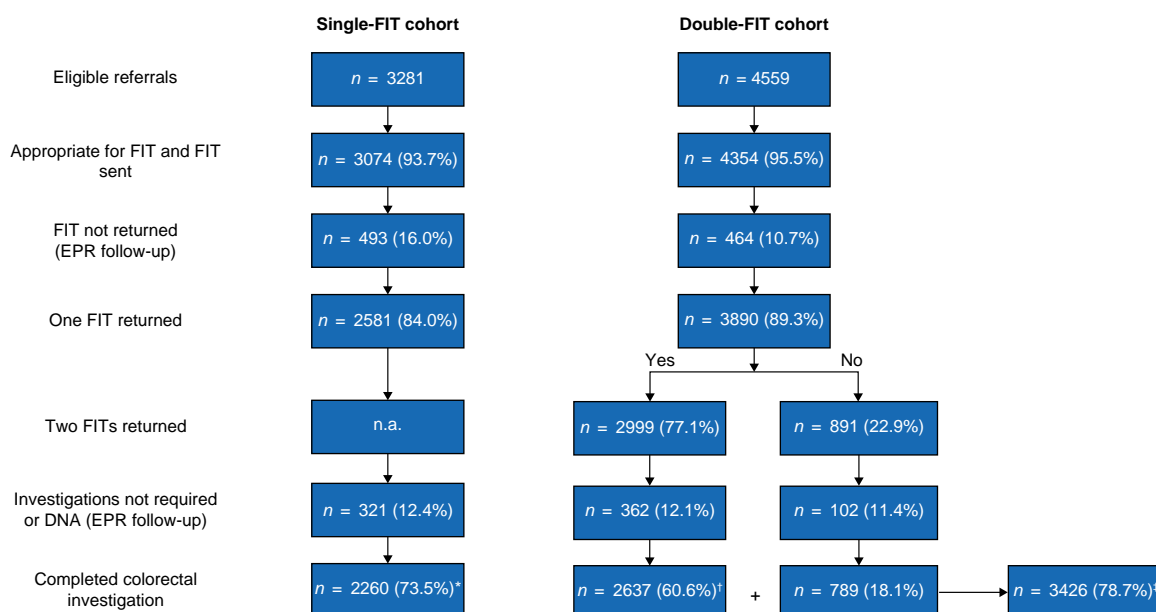 Single-FIT cohort Double-FIT cohort
Eligible referrals n = 3281 n = 4559
Appropriate for FIT and FIT
sent
n = 3074 (93.7%) n = 4354 (95.5%)
FIT not returned
(EPR follow-up)
n = 493 (16.0%) n = 464 (10.7%)
One FIT returned n = 2581 (84.0%) n = 3890 (89.3%)
Yes No
Two FITs returned n.a. n = 2999 (77.1%) n = 891 (22.9%)
Investigations not required
or DNA (EPR follow-up)
n = 321 (12.4%) n = 362 (12.1%) n = 102 (11.4%)
Completed colorectal
investigation
n = 2260 (73.5%)* n = 2637 (60.6%)† + n = 789 (18.1%) n = 3426 (78.7%)‡